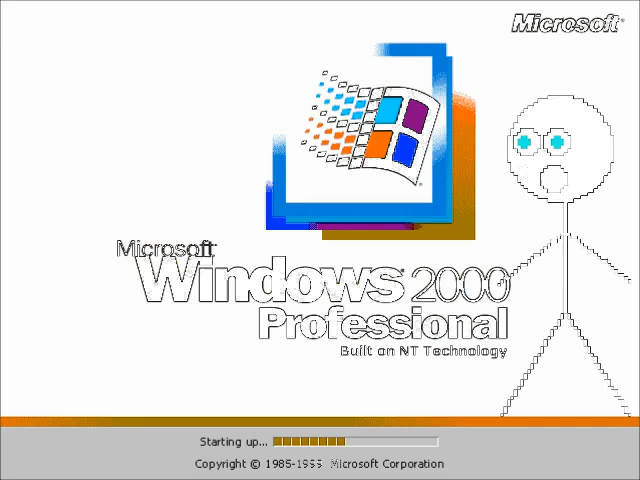 Microsoft
Microsoft
Windows 2000
Professional
Built on NT Technology
Starting up...
Copyright © 1985-1999 Microsoft Corporation